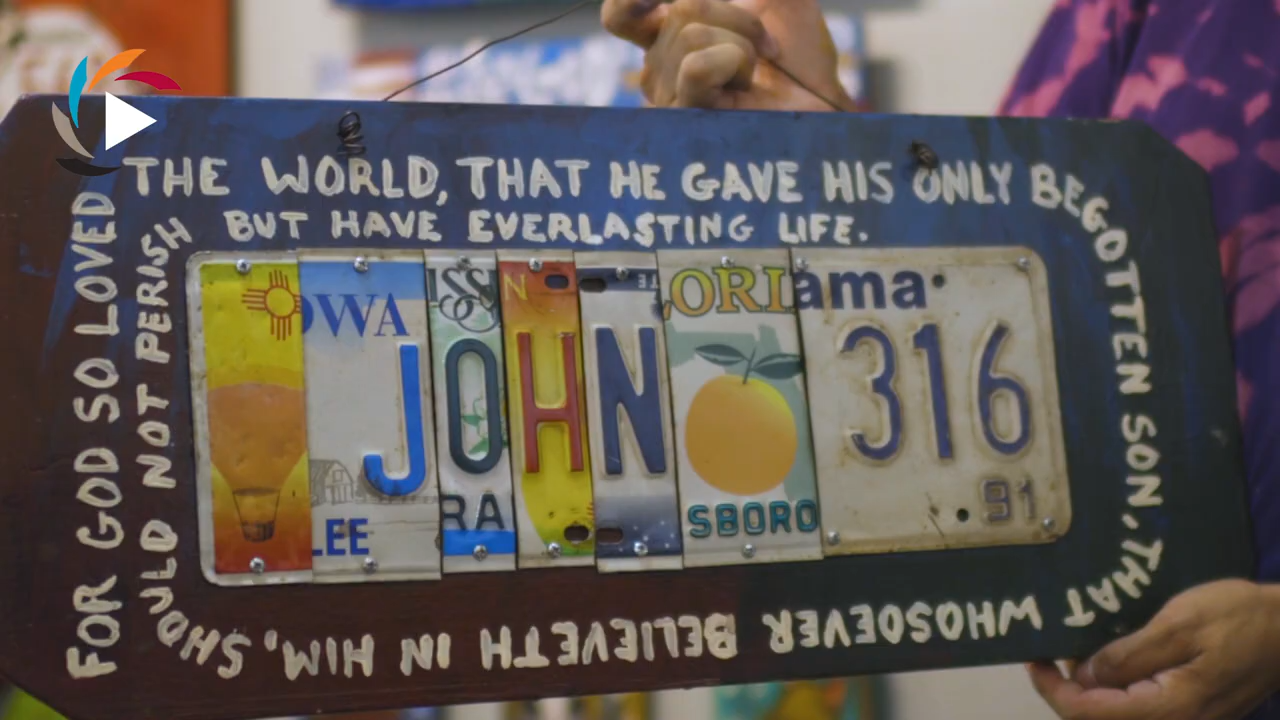 FOR GOD SO LOVED
THE WORLD, THAT HE GAVE HIS ONLY BEGOTTEN SON, THAT
WHOSOEVER BELIEVETH IN HIM, SHOULD NOT PERISH
BUT HAVE EVERLASTING LIFE.
OWA ISS N ORI ama
JOHN 316
LEE RA SBORO 91